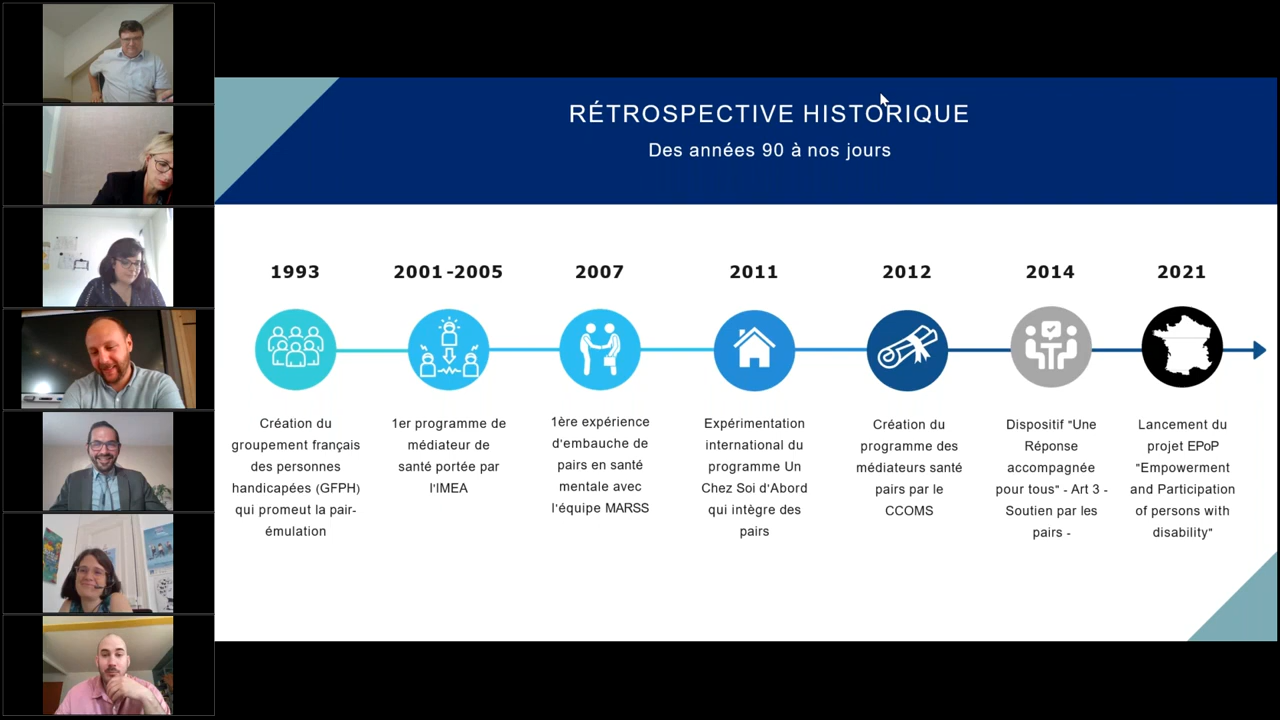 RÉTROSPECTIVE HISTORIQUE
Des années 90 à nos jours
1993
Création du
groupement français
des personnes
handicapées (GFPH)
qui promeut la pair-
émulation
2001-2005
1er programme de
médiateur de
santé portée par
l'IMEA
2007
1ère expérience
d'embauche de
pairs en santé
mentale avec
l'équipe MARSS
2011
Expérimentation
international du
programme Un
Chez Soi d'Abord
qui intègre des
pairs
2012
Création du
programme des
médiateurs santé
pairs par le
CCOMS
2014
Dispositif "Une
Réponse
accompagnée
pour tous" - Art 3 -
Soutien par les
pairs -
2021
Lancement du
projet EPoP
"Empowerment
and Participation
of persons with
disability"